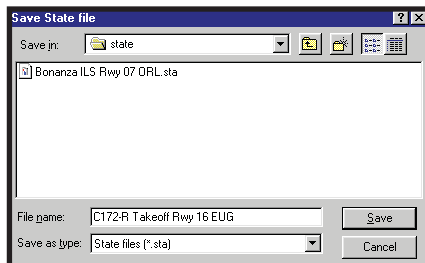 Save State file
Save in: state
Bonanza ILS Rwy 07 ORL.sta
File name: C172-R Takeoff Rwy 16 EUG Save
Save as type: State files (*.sta) Cancel